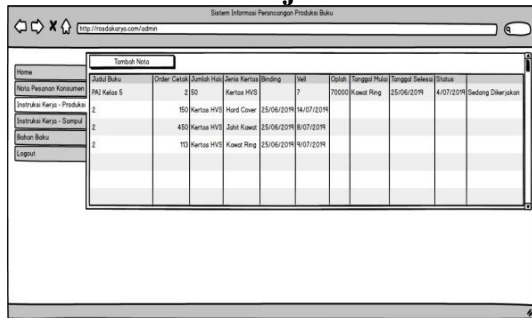 Sistem Informasi Perancangan Produksi Buku
http://rosdakarya.com/admin
Tambah Nota
Home
Nota Pesanan Konsumen
Instruksi Kerja - Produksi
Instruksi Kerja - Sampul
Bahan Baku
Logout
Judul Buku Order Cetak Jumlah Halc Jenis Kertas Binding Vell Oplah Tanggal Mulai Tanggal Selesai Status
PAI Kelas 5 2 50 Kertas HVS 7 70000 Kawat Ring 25/06/2019 4/07/2019 Sedang Dikerjakan
2 150 Kertas HVS Hard Cover 25/06/2019 14/07/2019
2 450 Kertas HVS Jahit Kawat 25/06/2019 8/07/2019
2 113 Kertas HVS Kawat Ring 25/06/2019 9/07/2019